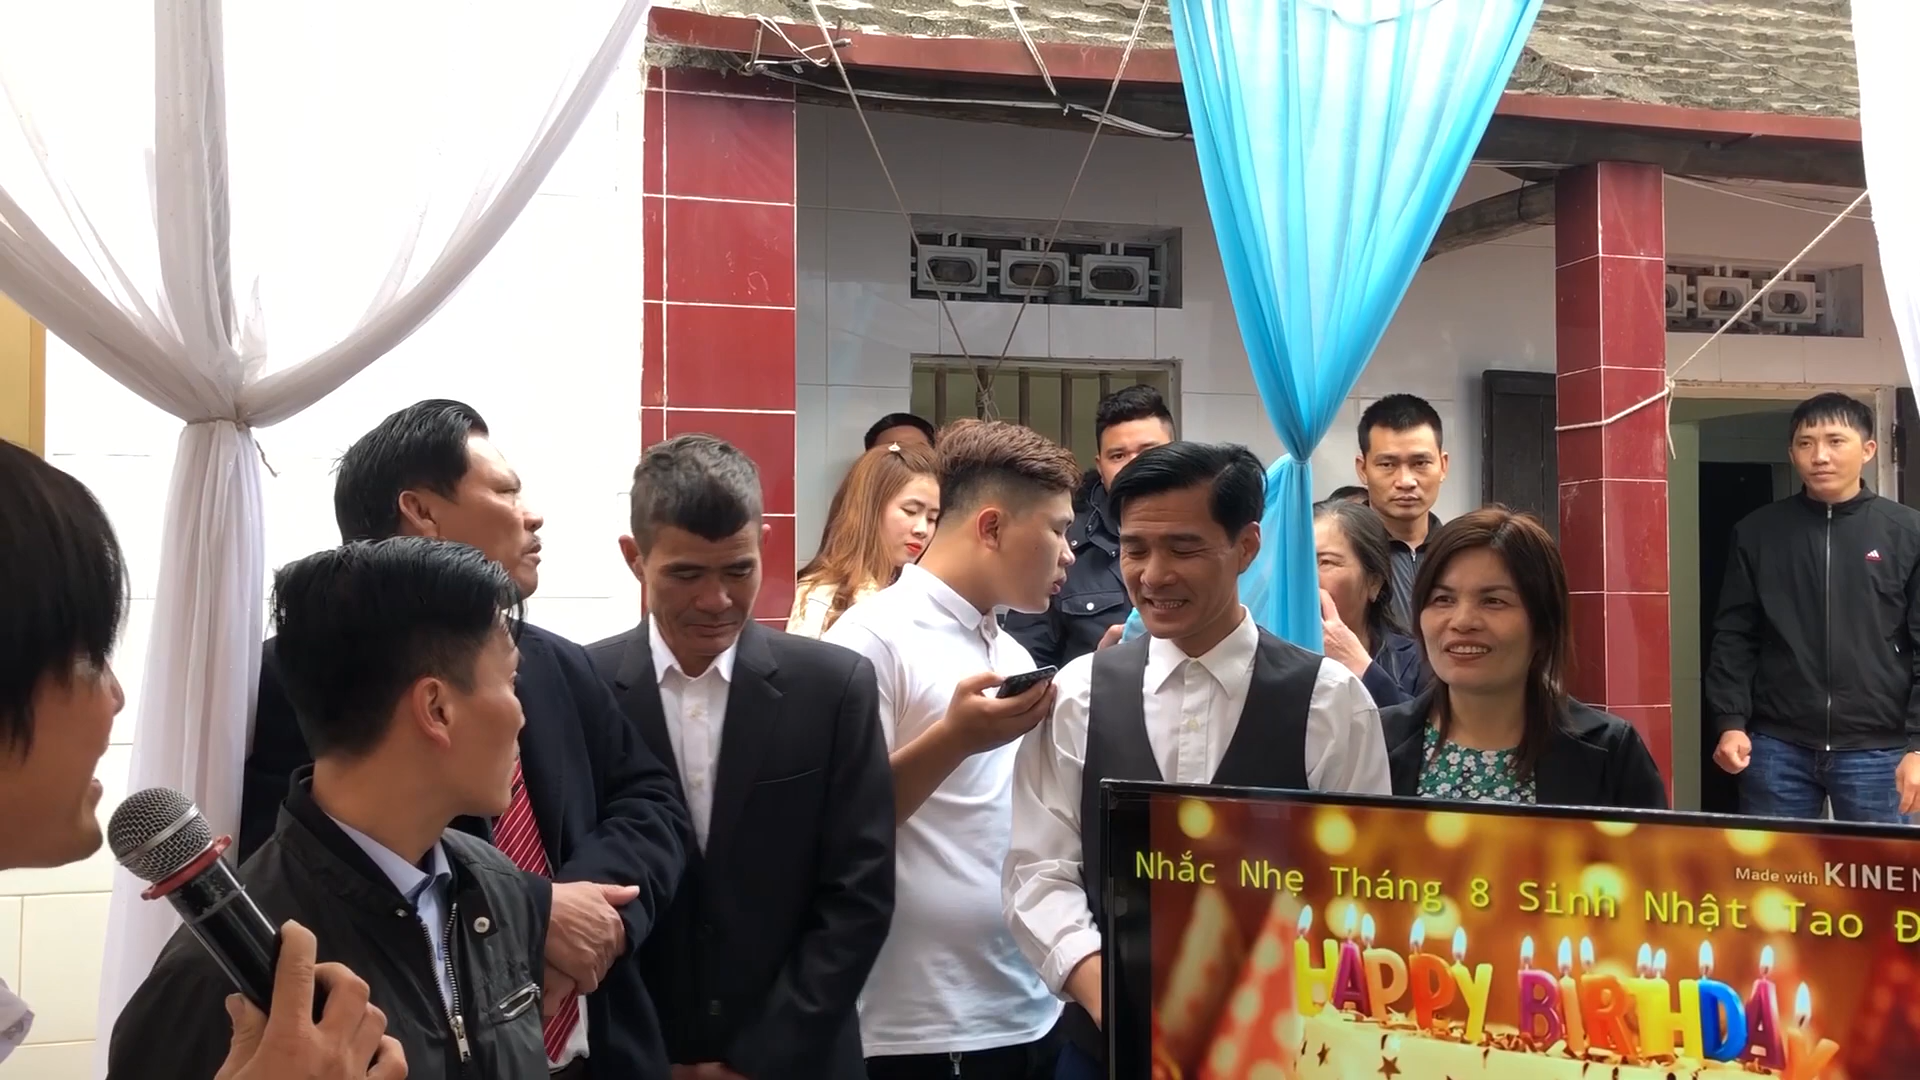 Nhắc Nhẹ Tháng 8 Sinh Nhật Tao Đ
Made with KINE
HAPPY BIRTHDAY